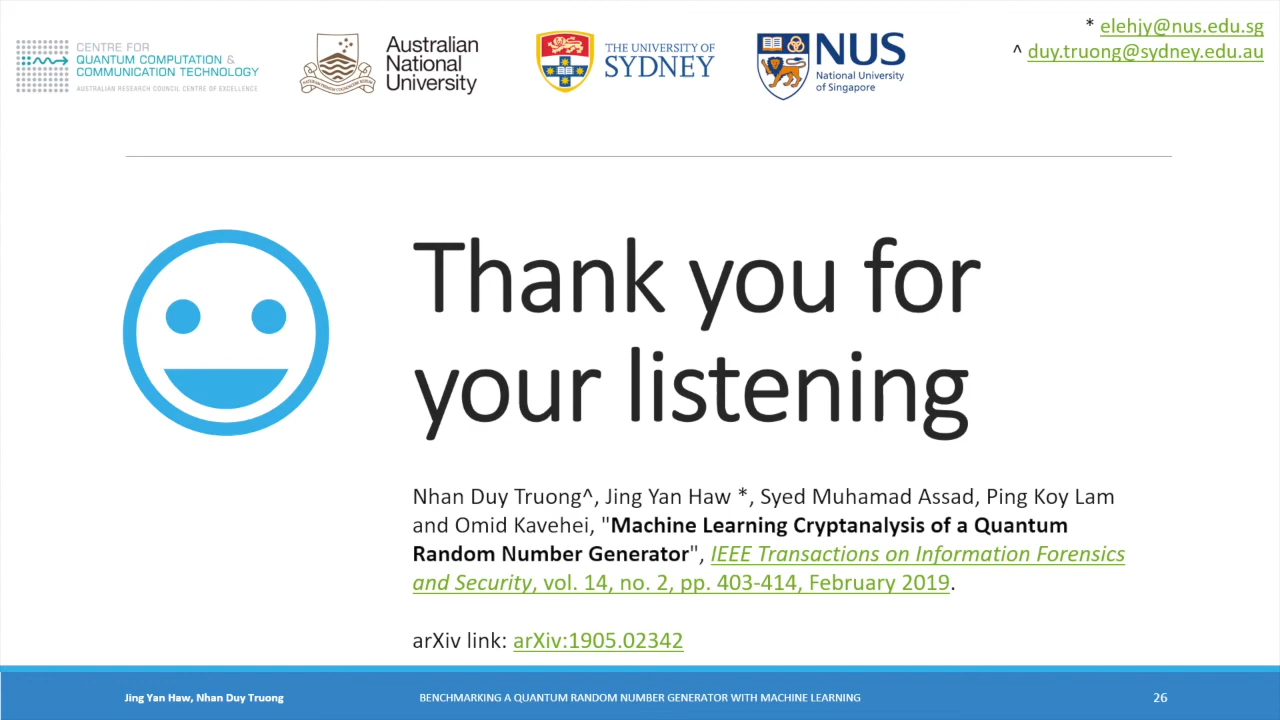 CENTRE FOR
QUANTUM COMPUTATION &
COMMUNICATION TECHNOLOGY
AUSTRALIAN RESEARCH COUNCIL CENTRE OF EXCELLENCE
Australian
National
University
THE UNIVERSITY OF
SYDNEY
NUS
National University
of Singapore
* elehjy@nus.edu.sg
^ duy.truong@sydney.edu.au
Thank you for
your listening
Nhan Duy Truong^, Jing Yan Haw *, Syed Muhamad Assad, Ping Koy Lam
and Omid Kavehei, "Machine Learning Cryptanalysis of a Quantum
Random Number Generator", IEEE Transactions on Information Forensics
and Security, vol. 14, no. 2, pp. 403-414, February 2019.
arXiv link: arXiv:1905.02342
Jing Yan Haw, Nhan Duy Truong
BENCHMARKING A QUANTUM RANDOM NUMBER GENERATOR WITH MACHINE LEARNING
26